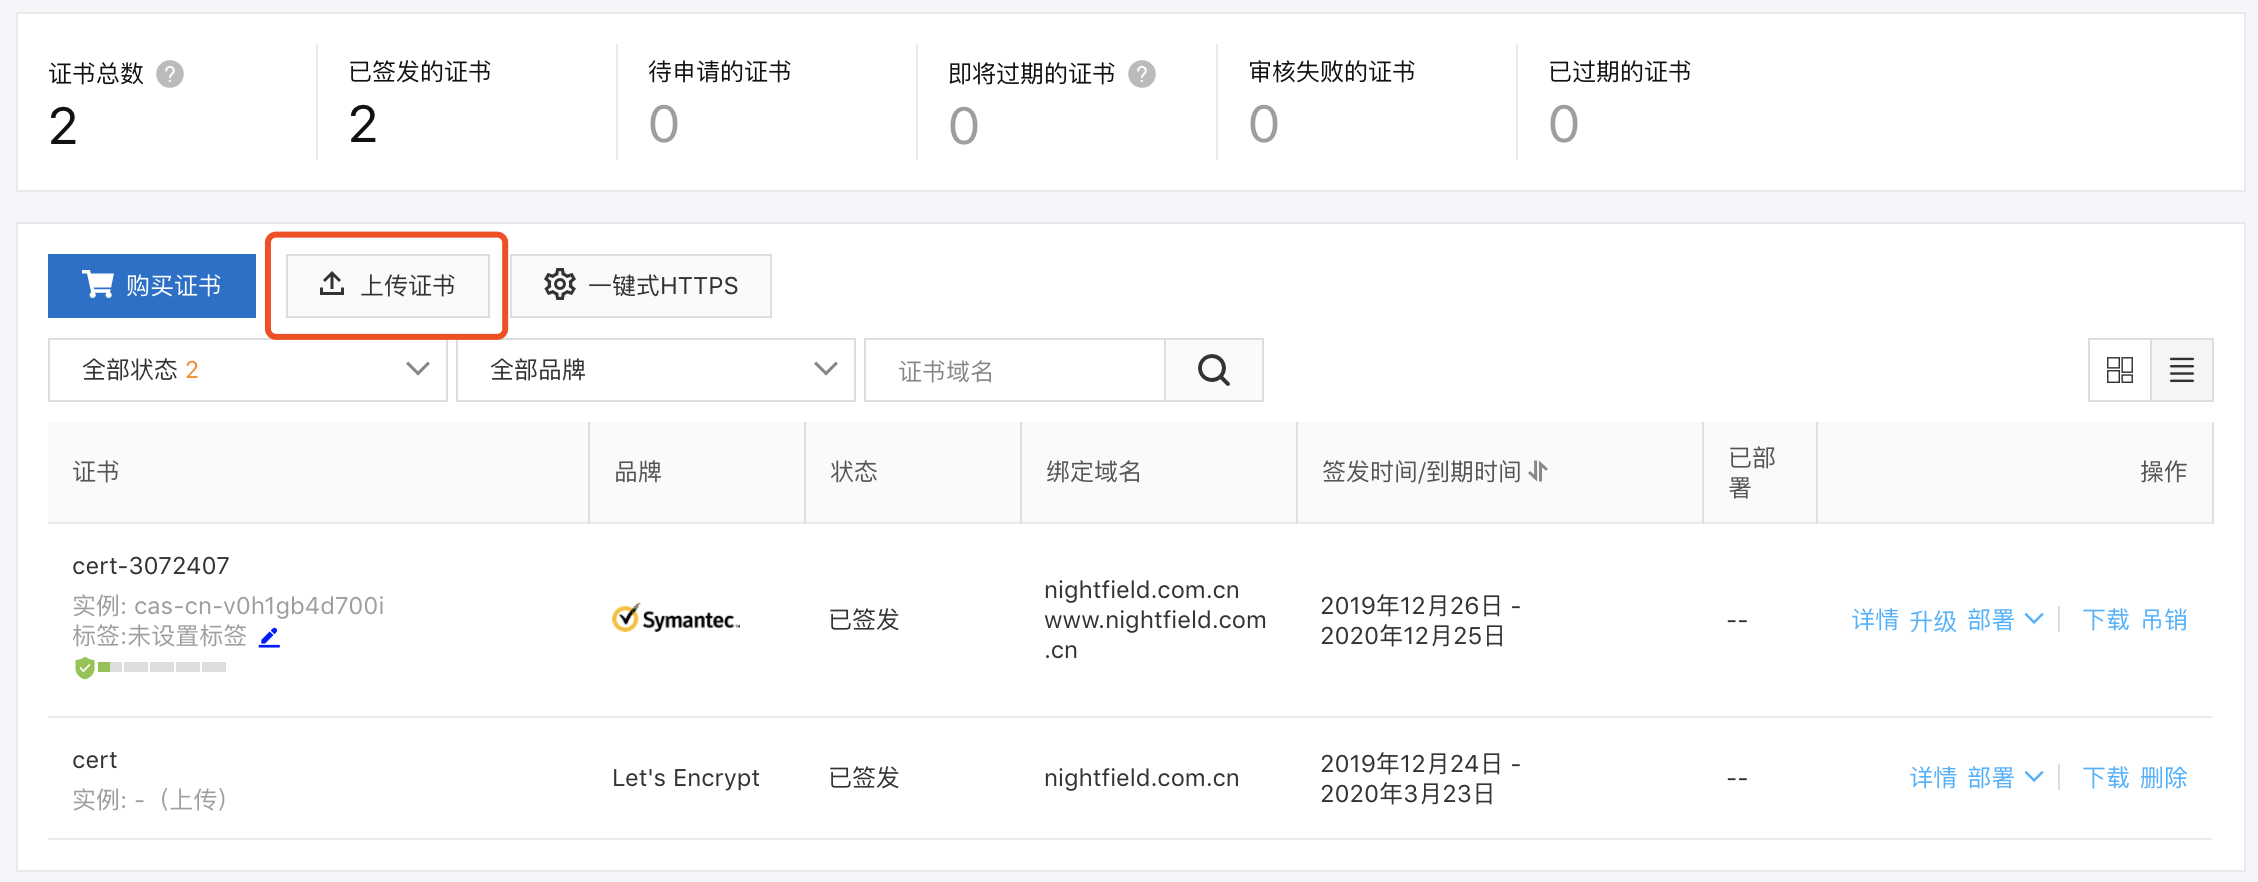 证书总数 ?
2
已签发的证书
2
待申请的证书
0
即将过期的证书 ?
0
审核失败的证书
0
已过期的证书
0
购买证书
上传证书
一键式HTTPS
全部状态 2
全部品牌
证书域名
证书
品牌
状态
绑定域名
签发时间/到期时间
已部
署
操作
cert-3072407
实例: cas-cn-v0h1gb4d700i
标签:未设置标签
Symantec™
已签发
nightfield.com.cn
www.nightfield.com
.cn
2019年12月26日 -
2020年12月25日
--
详情 升级 部署 下载 吊销
cert
实例: -（上传）
Let's Encrypt
已签发
nightfield.com.cn
2019年12月24日 -
2020年3月23日
--
详情 部署 下载 删除